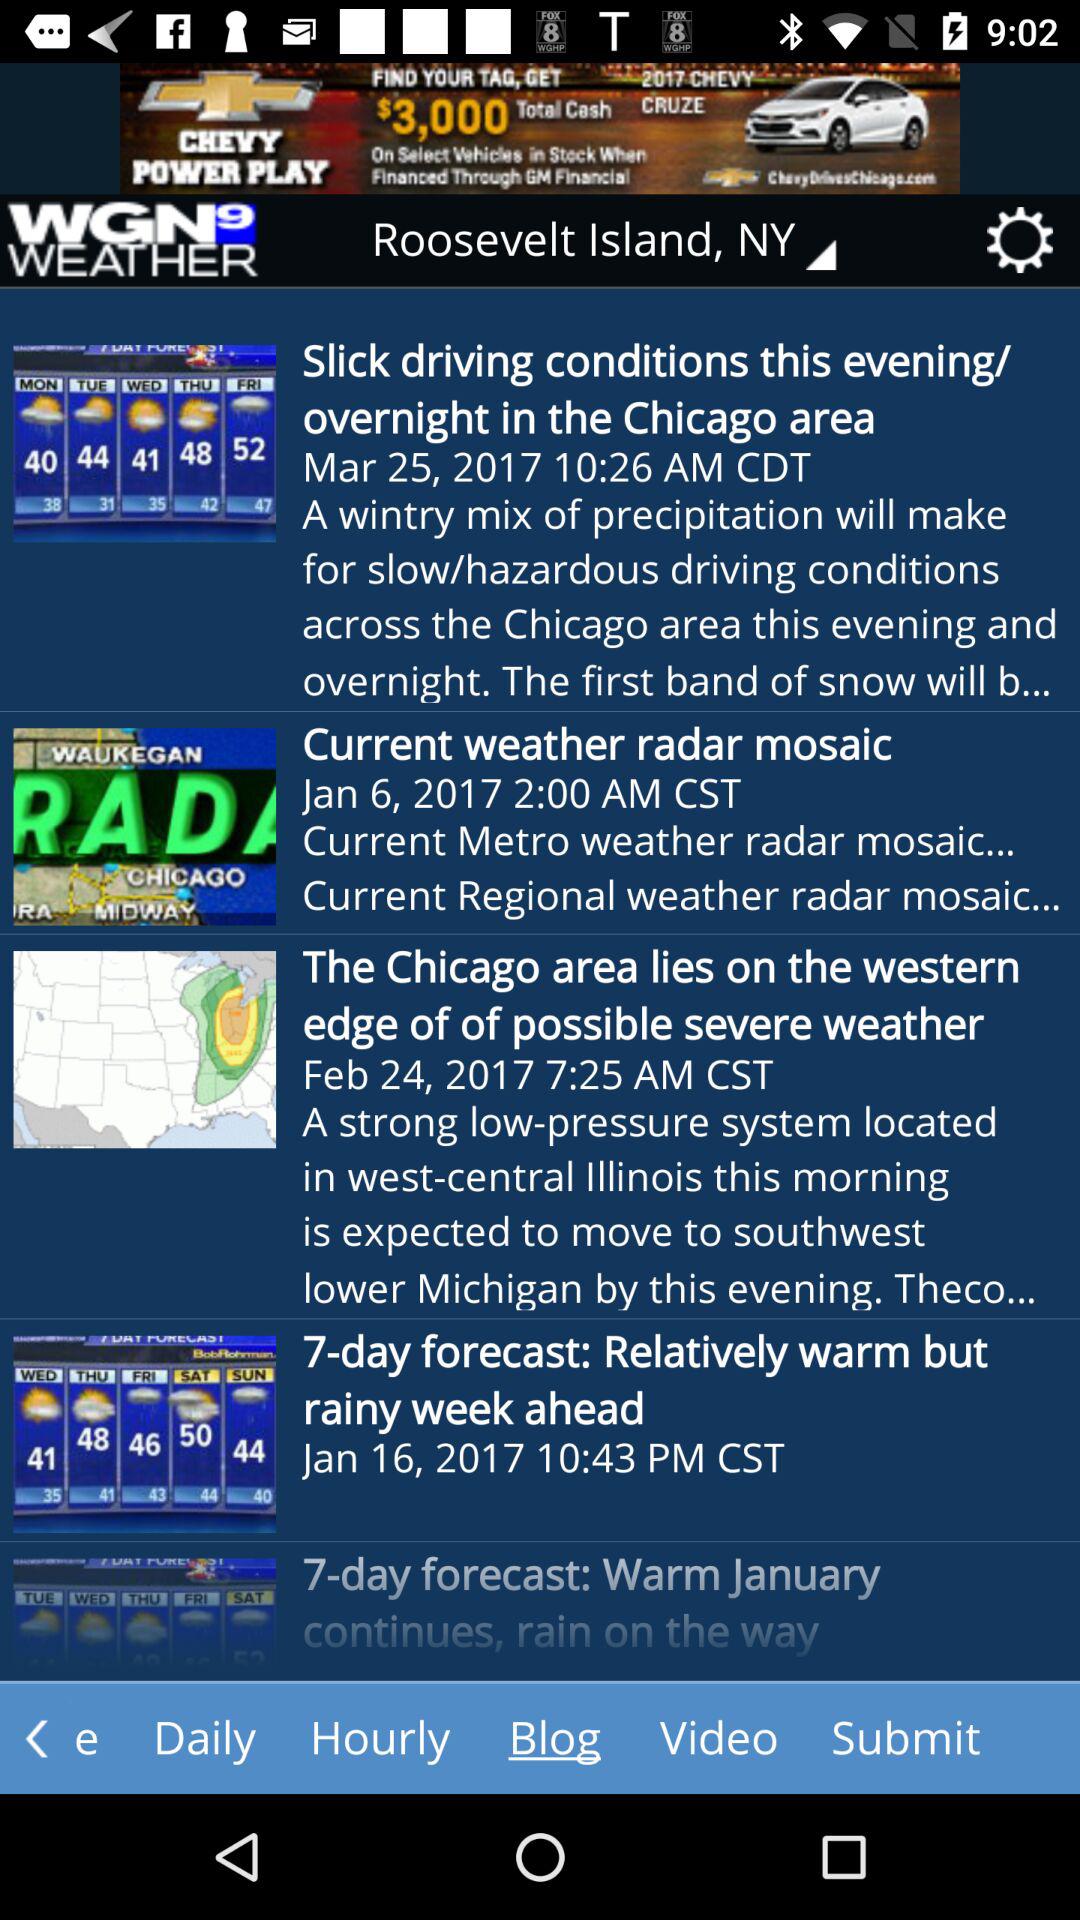 FOX 8 WGHP T FOX 8 WGHP 9:02
CHEVY POWER PLAY
FIND YOUR TAG, GET
$3,000 Total Cash
On Select Vehicles in Stock When
Financed Through GM Financial
2017 CHEVY
CRUZE
ChevyDrivesChicago.com
WGN9
WEATHER
Roosevelt Island, NY
7 DAY FORECAST
MON TUE WED THU FRI
40 44 41 48 52
38 31 35 42 47
Slick driving conditions this evening/
overnight in the Chicago area
Mar 25, 2017 10:26 AM CDT
A wintry mix of precipitation will make
for slow/hazardous driving conditions
across the Chicago area this evening and
overnight. The first band of snow will b...
WAUKEGAN
RADA
CHICAGO
RA MIDWAY
Current weather radar mosaic
Jan 6, 2017 2:00 AM CST
Current Metro weather radar mosaic...
Current Regional weather radar mosaic...
The Chicago area lies on the western
edge of of possible severe weather
Feb 24, 2017 7:25 AM CST
A strong low-pressure system located
in west-central Illinois this morning
is expected to move to southwest
lower Michigan by this evening. Theco...
7 DAY FORECAST
BobRohrman
WED THU FRI SAT SUN
41 48 46 50 44
35 41 43 44 40
7-day forecast: Relatively warm but
rainy week ahead
Jan 16, 2017 10:43 PM CST
7 DAY FORECAST
TUE WED THU FRI SAT
7-day forecast: Warm January
continues, rain on the way
e Daily Hourly Blog Video Submit